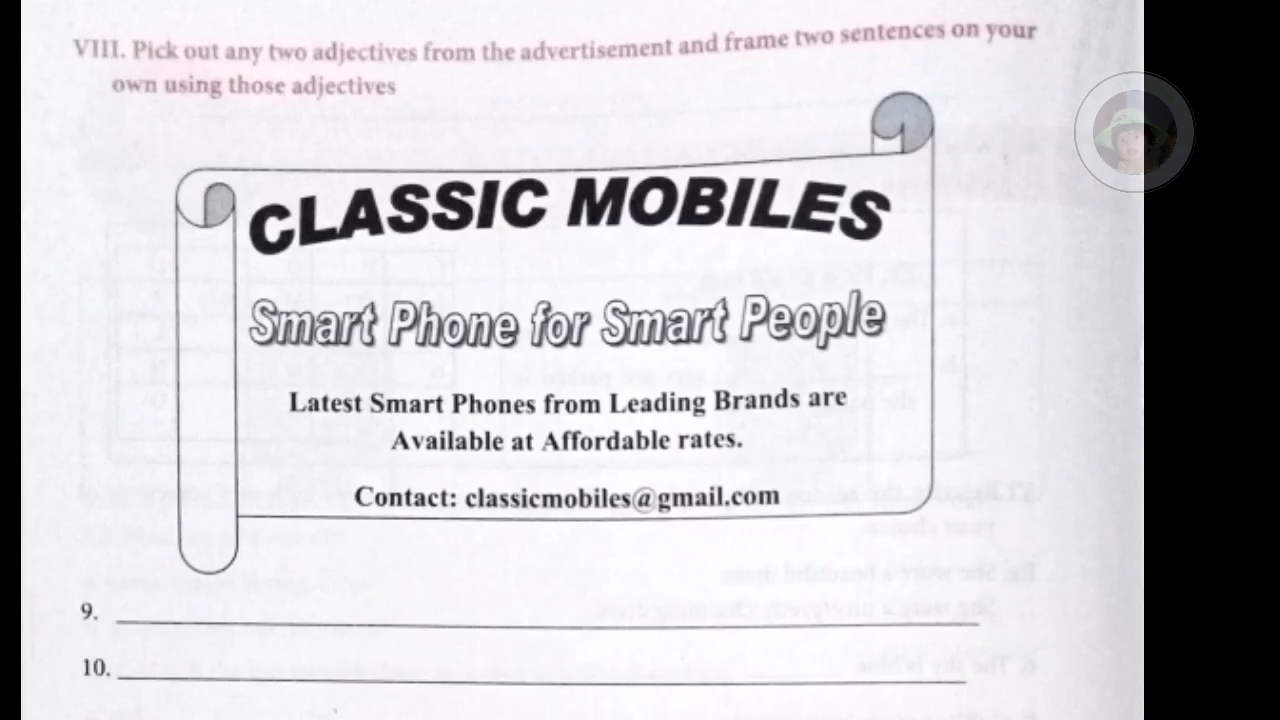 VIII. Pick out any two adjectives from the advertisement and frame two sentences on your
own using those adjectives
CLASSIC MOBILES
Smart Phone for Smart People
Latest Smart Phones from Leading Brands are
Available at Affordable rates.
Contact: classicmobiles@gmail.com
9.
10.